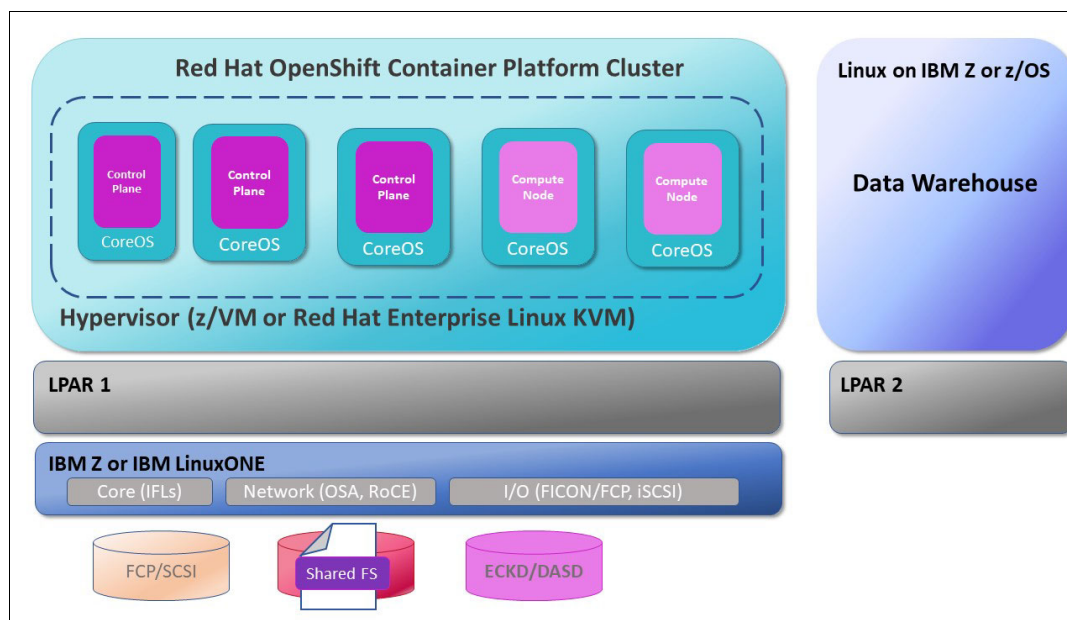 Red Hat OpenShift Container Platform Cluster
Control
Plane
CoreOS
Control
Plane
CoreOS
Control
Plane
CoreOS
Compute
Node
CoreOS
Compute
Node
CoreOS
Hypervisor (z/VM or Red Hat Enterprise Linux KVM)
Linux on IBM Z or z/OS
Data Warehouse
LPAR 1
LPAR 2
IBM Z or IBM LinuxONE
Core (IFLs)
Network (OSA, RoCE)
I/O (FICON/FCP, iSCSI)
FCP/SCSI
Shared FS
ECKD/DASD